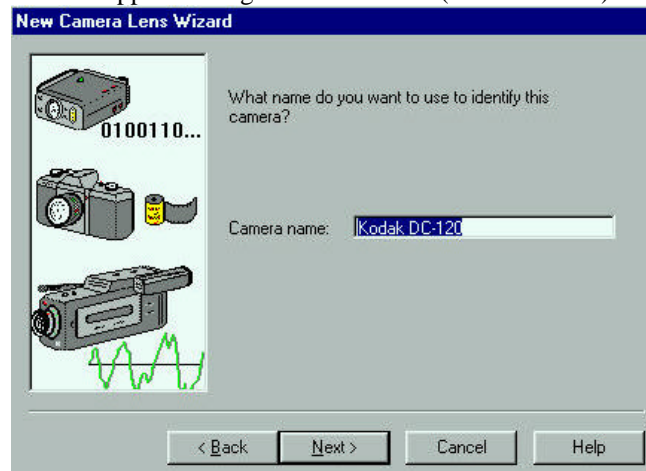 New Camera Lens Wizard
0100110...
What name do you want to use to identify this
camera?
Camera name: Kodak DC-120
< Back Next > Cancel Help